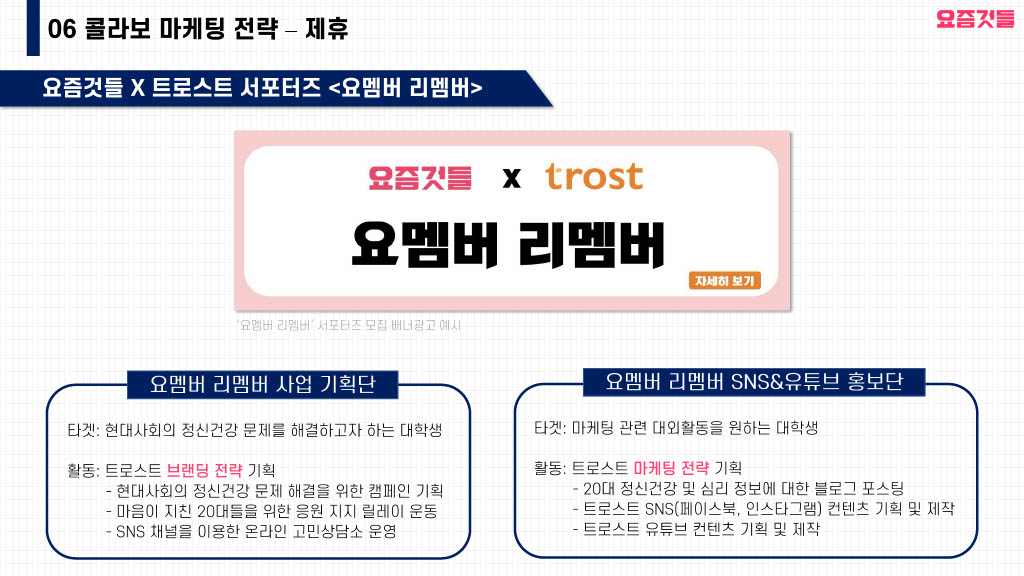 06 콜라보 마케팅 전략 – 제휴
요즘것들
요즘것들 X 트로스트 서포터즈 <요멤버 리멤버>
요즘것들 x trost
요멤버 리멤버
자세히 보기
'요멤버 리멤버' 서포터즈 모집 배너광고 예시
요멤버 리멤버 사업 기획단
타겟: 현대사회의 정신건강 문제를 해결하고자 하는 대학생
활동: 트로스트 브랜딩 전략 기획
- 현대사회의 정신건강 문제 해결을 위한 캠페인 기획
- 마음이 지친 20대들을 위한 응원 지지 릴레이 운동
- SNS 채널을 이용한 온라인 고민상담소 운영
요멤버 리멤버 SNS&유튜브 홍보단
타겟: 마케팅 관련 대외활동을 원하는 대학생
활동: 트로스트 마케팅 전략 기획
- 20대 정신건강 및 심리 정보에 대한 블로그 포스팅
- 트로스트 SNS(페이스북, 인스타그램) 컨텐츠 기획 및 제작
- 트로스트 유튜브 컨텐츠 기획 및 제작